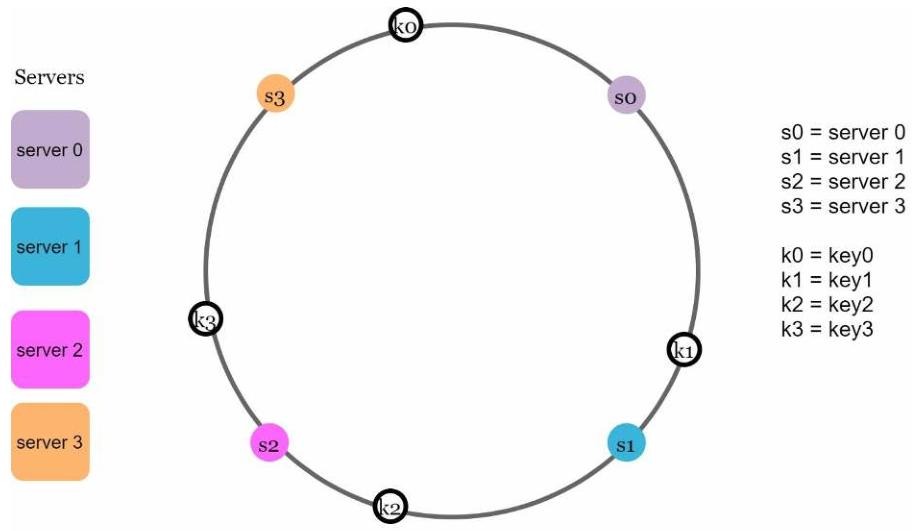 Servers
server 0
server 1
server 2
server 3
k0
s3
s0
k3
k1
s2
s1
k2
s0 = server 0
s1 = server 1
s2 = server 2
s3 = server 3
k0 = key0
k1 = key1
k2 = key2
k3 = key3